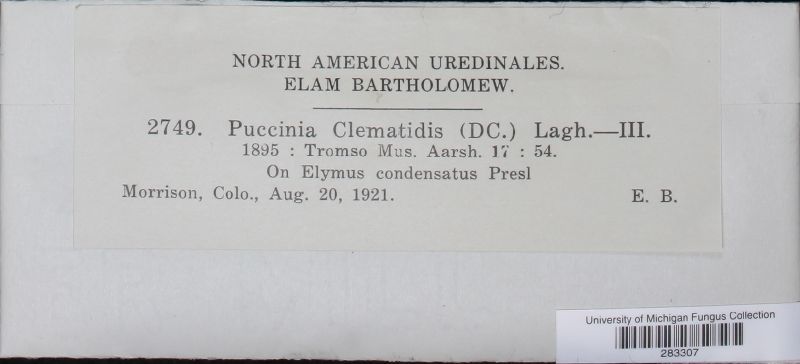 NORTH AMERICAN UREDINALES.
ELAM BARTHOLOMEW.
2749. Puccinia Clematidis (DC.) Lagh.—III.
1895 : Tromso Mus. Aarsh. 17 : 54.
On Elymus condensatus Presl
Morrison, Colo., Aug. 20, 1921. E. B.
University of Michigan Fungus Collection
283307